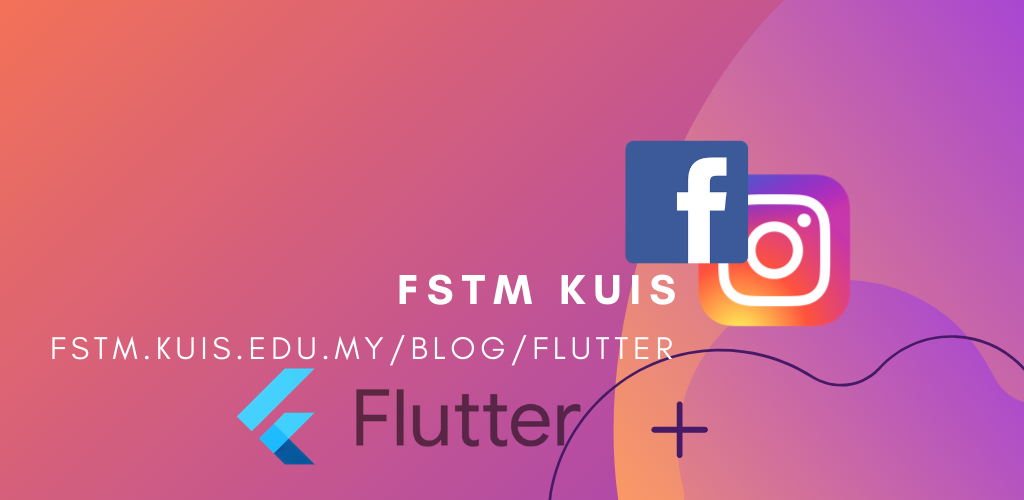 FSTM KUIS
FSTM.KUIS.EDU.MY/BLOG/FLUTTER
Flutter